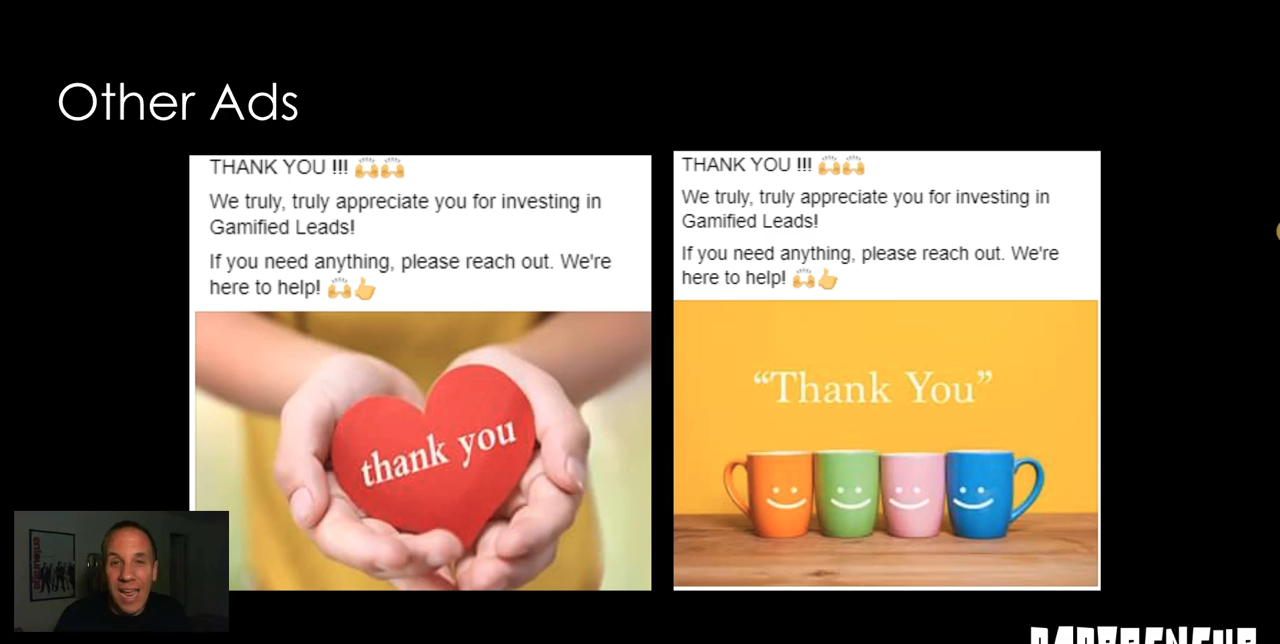 Other Ads
THANK YOU !!! 🙌🙌
We truly, truly appreciate you for investing in
Gamified Leads!
If you need anything, please reach out. We're
here to help! 🙌👍
thank you
THANK YOU !!! 🙌🙌
We truly, truly appreciate you for investing in
Gamified Leads!
If you need anything, please reach out. We're
here to help! 🙌👍
“Thank You”
entourage